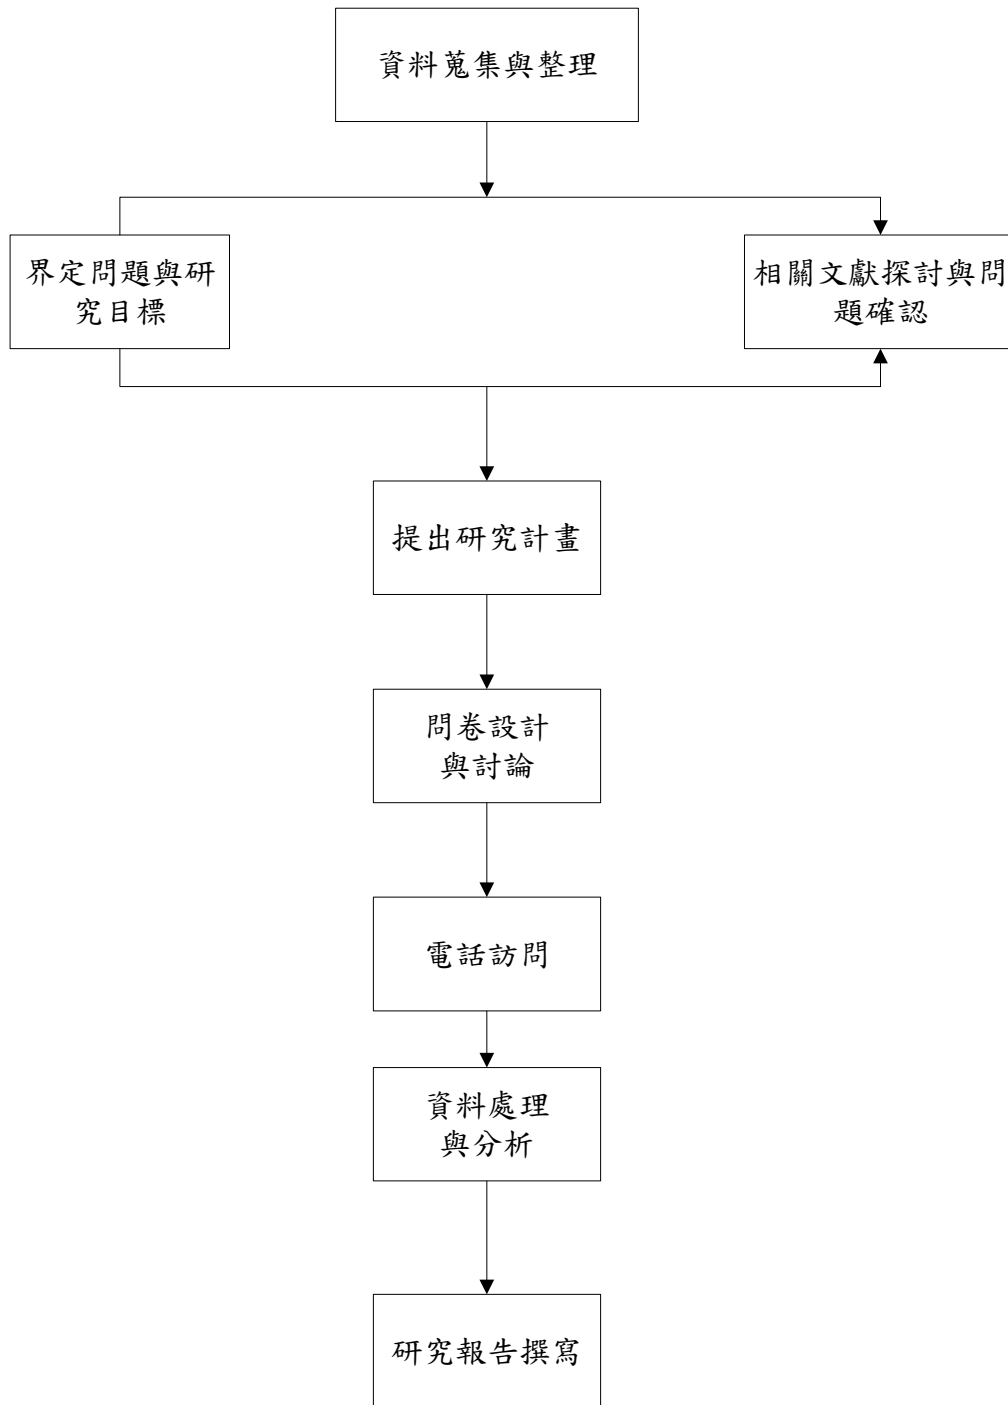 資料蒐集與整理
界定問題與研
究目標
相關文獻探討與問
題確認
提出研究計畫
問卷設計
與討論
電話訪問
資料處理
與分析
研究報告撰寫